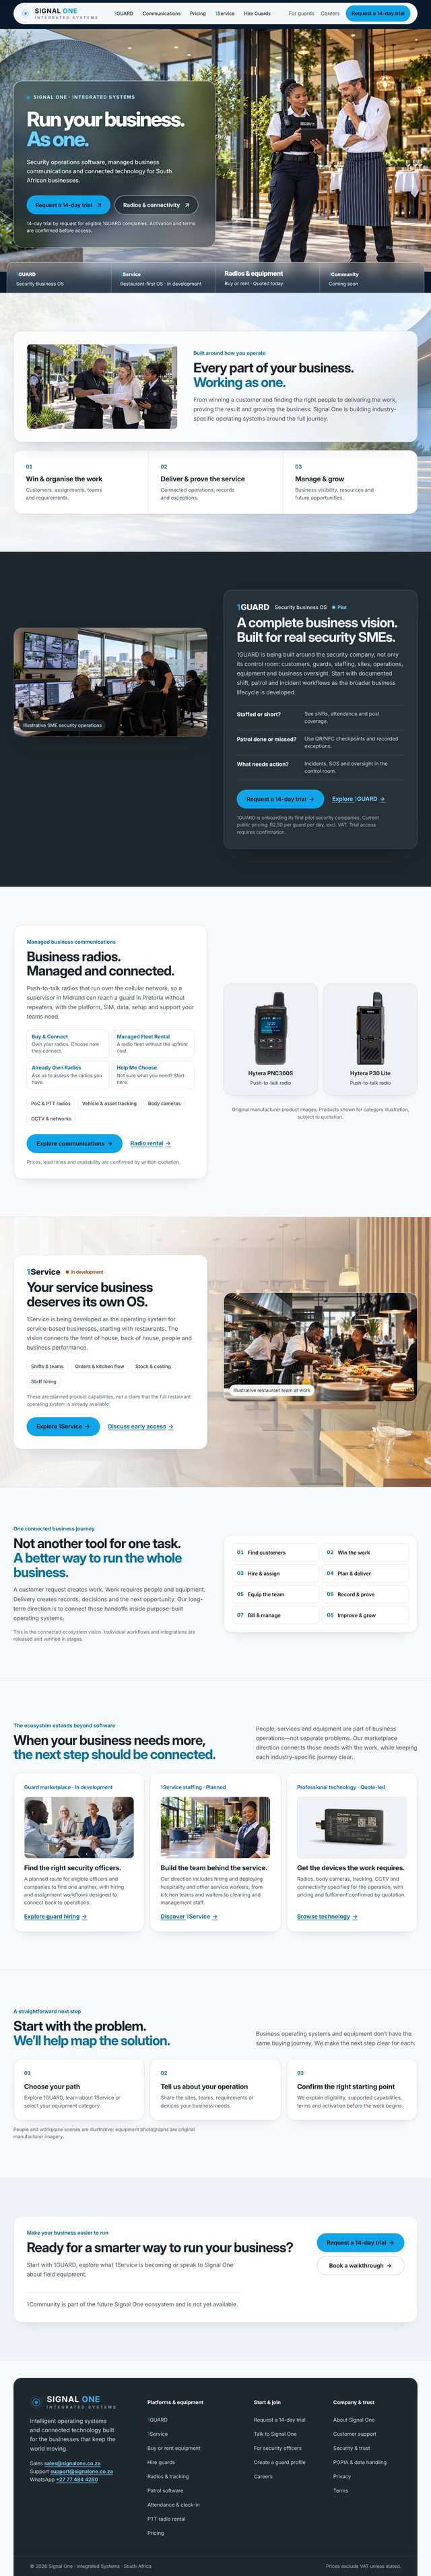 SIGNAL ONE
INTEGRATED SYSTEMS
1GUARD
Communications
Pricing
1Service
Hire Guards
For guards
Careers
Request a 14-day trial
SIGNAL ONE · INTEGRATED SYSTEMS
Run your business.
As one.
Security operations software, managed business
communications and connected technology for South
African businesses.
Request a 14-day trial ↗
Radios & connectivity ↗
14-day trial by request for eligible 1GUARD companies. Activation and terms
are confirmed before access.
1GUARD
Security Business OS
1Service
Restaurant-first OS · In development
Radios & equipment
Buy or rent · Quoted today
1Community
Coming soon
Built around how you operate
Every part of your business.
Working as one.
From winning a customer and finding the right people to delivering the work,
proving the result and growing the business: Signal One is building industry-
specific operating systems around the full journey.
01
Win & organise the work
Customers, assignments, teams
and requirements.
02
Deliver & prove the service
Connected operations, records
and exceptions.
03
Manage & grow
Business visibility, resources and
future opportunities.
Illustrative SME security operations
1GUARD Security business OS Pilot
A complete business vision.
Built for real security SMEs.
1GUARD is being built around the security company, not only
its control room: customers, guards, staffing, sites, operations,
equipment and business oversight. Start with documented
shift, patrol and incident workflows as the broader business
lifecycle is developed.
Staffed or short?
See shifts, attendance and post
coverage.
Patrol done or missed?
Use QR/NFC checkpoints and recorded
exceptions.
What needs action?
Incidents, SOS and oversight in the
control room.
Request a 14-day trial →
Explore 1GUARD →
1GUARD is onboarding its first pilot security companies. Current
public pricing: R2,50 per guard per day, excl. VAT. Trial access
requires confirmation.
Managed business communications
Business radios.
Managed and connected.
Push-to-talk radios that run over the cellular network, so a
supervisor in Midrand can reach a guard in Pretoria without
repeaters, with the platform, SIM, data, setup and support your
teams need.
Buy & Connect
Own your radios. Choose how
they connect.
Managed Fleet Rental
A radio fleet without the upfront
cost.
Already Own Radios
Ask us to assess the radios you
have.
Help Me Choose
Not sure what you need? Start
here.
PoC & PTT radios
Vehicle & asset tracking
Body cameras
CCTV & networks
Explore communications →
Radio rental →
Prices, lead times and availability are confirmed by written quotation.
Hytera PNC360S
Push-to-talk radio
Hytera P30 Lite
Push-to-talk radio
Original manufacturer product images. Products shown for category illustration,
subject to quotation.
1Service In development
Your service business
deserves its own OS.
1Service is being developed as the operating system for
service-based businesses, starting with restaurants. The
vision connects the front of house, back of house, people and
business performance.
Shifts & teams
Orders & kitchen flow
Stock & costing
Staff hiring
These are planned product capabilities, not a claim that the full restaurant
operating system is already available.
Explore 1Service →
Discuss early access →
Illustrative restaurant team at work
One connected business journey
Not another tool for one task.
A better way to run the whole
business.
A customer request creates work. Work requires people and equipment.
Delivery creates records, decisions and the next opportunity. Our long-
term direction is to connect those handoffs inside purpose-built
operating systems.
This is the connected ecosystem vision. Individual workflows and integrations are
released and verified in stages.
01 Find customers
02 Win the work
03 Hire & assign
04 Plan & deliver
05 Equip the team
06 Record & prove
07 Bill & manage
08 Improve & grow
The ecosystem extends beyond software
When your business needs more,
the next step should be connected.
People, services and equipment are part of business
operations—not separate problems. Our marketplace
direction connects those needs with the work, while keeping
each industry-specific journey clear.
Guard marketplace · In development
Find the right security officers.
A planned route for eligible officers and
companies to find one another, with hiring
and assignment workflows designed to
connect back to operations.
Explore guard hiring →
1Service staffing · Planned
Build the team behind the service.
Our direction includes hiring and deploying
hospitality and other service workers, from
kitchen teams and waiters to cleaning and
management staff.
Discover 1Service →
Professional technology · Quote-led
Get the devices the work requires.
Radios, body cameras, tracking, CCTV and
connectivity specified for the operation, with
pricing and fulfilment confirmed by quotation.
Browse technology →
A straightforward next step
Start with the problem.
We'll help map the solution.
Business operating systems and equipment don't have the
same buying journey. We make the next step clear for each.
01
Choose your path
Explore 1GUARD, learn about 1Service or
select your equipment category.
02
Tell us about your operation
Share the sites, teams, requirements or
devices your business needs.
03
Confirm the right starting point
We explain eligibility, supported capabilities,
terms and activation before the work begins.
People and workplace scenes are illustrative; equipment photographs are original
manufacturer imagery.
Make your business easier to run
Ready for a smarter way to run your business?
Start with 1GUARD, explore what 1Service is becoming or speak to Signal One
about field equipment.
Request a 14-day trial →
Book a walkthrough →
1Community is part of the future Signal One ecosystem and is not yet available.
SIGNAL ONE
INTEGRATED SYSTEMS
Intelligent operating systems
and connected technology built
for the businesses that keep the
world moving.
Sales sales@signalone.co.za
Support support@signalone.co.za
WhatsApp +27 77 484 4280
Platforms & equipment
1GUARD
1Service
Buy or rent equipment
Hire guards
Radios & tracking
Patrol software
Attendance & clock-in
PTT radio rental
Pricing
Start & join
Request a 14-day trial
Talk to Signal One
For security officers
Create a guard profile
Careers
Company & trust
About Signal One
Customer support
Security & trust
POPIA & data handling
Privacy
Terms
© 2026 Signal One · Integrated Systems · South Africa
Prices exclude VAT unless stated.